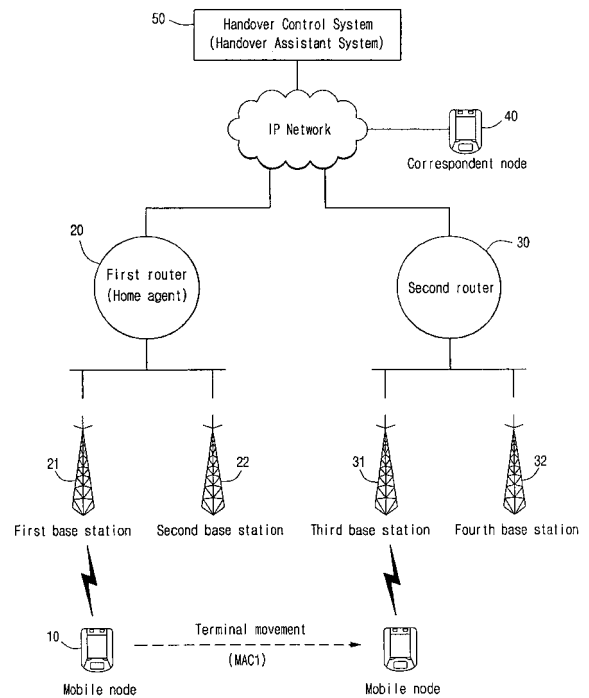 50
Handover Control System
(Handover Assistant System)
IP Network
40
Correspondent node
20
First router
(Home agent)
30
Second router
21
22
31
32
First base station
Second base station
Third base station
Fourth base station
10
Terminal movement
(MAC1)
Mobile node
Mobile node